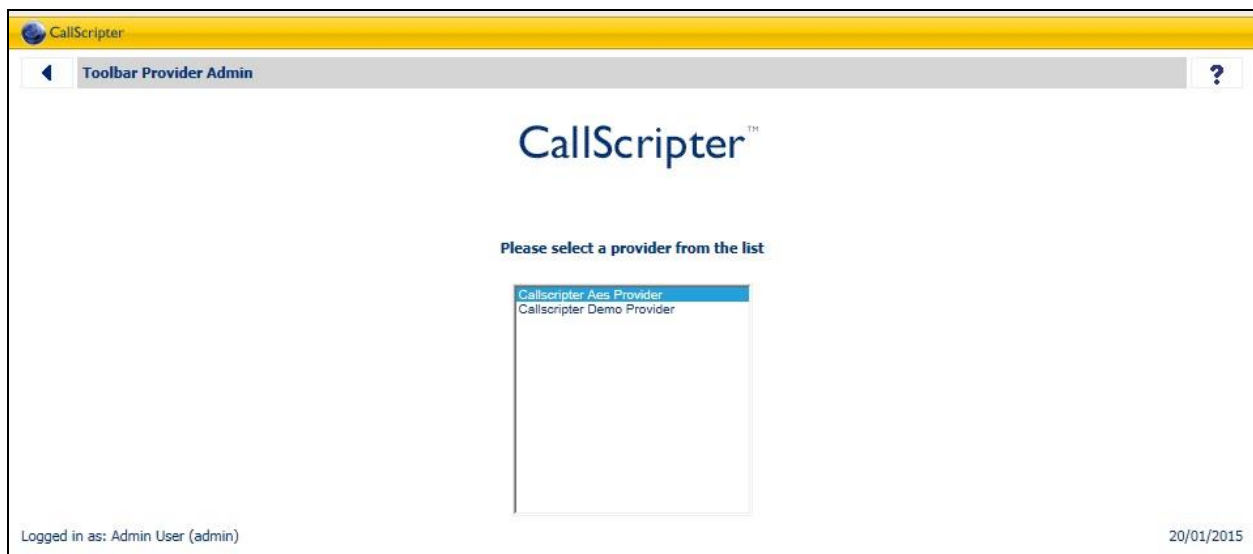 CallScripter
Toolbar Provider Admin
?
CallScripter™
Please select a provider from the list
Callscripter Aes Provider
Callscripter Demo Provider
Logged in as: Admin User (admin)
20/01/2015